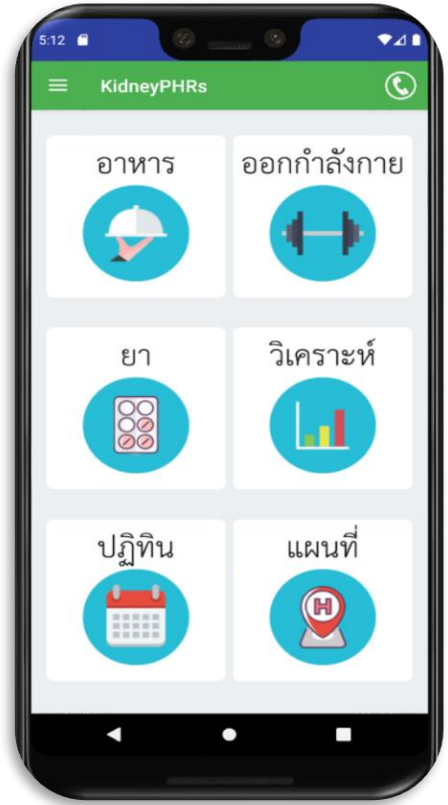 5:12
KidneyPHRs
อาหาร
ออกกำลังกาย
ยา
วิเคราะห์
ปฏิทิน
แผนที่
H